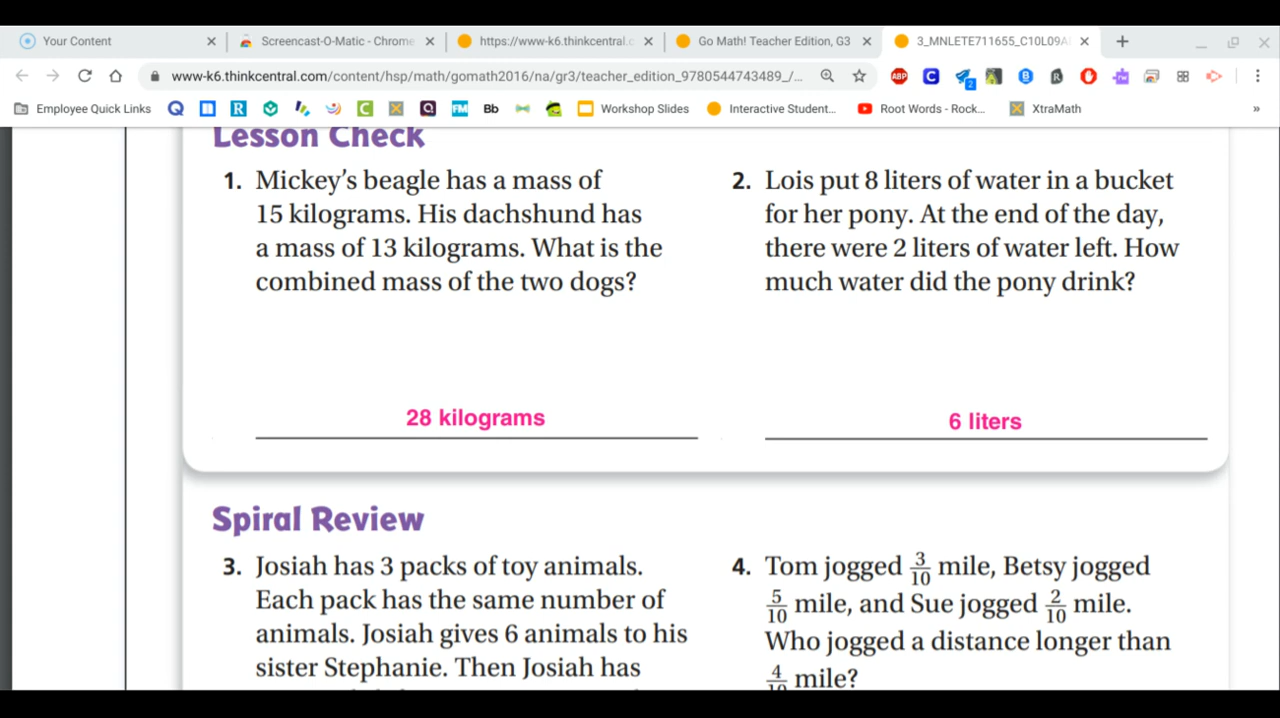 Your Content
Screencast-O-Matic - Chrome
https://www-k6.thinkcentral.c
Go Math! Teacher Edition, G3
3_MNLETE711655_C10L09A
www-k6.thinkcentral.com/content/hsp/math/gomath2016/na/gr3/teacher_edition_9780544743489_/...
ABP
C
2
B
R
Employee Quick Links
Q
R
C
Q
FM
Bb
Workshop Slides
Interactive Student...
Root Words - Rock...
XtraMath
»
Lesson Check
1. Mickey's beagle has a mass of
15 kilograms. His dachshund has
a mass of 13 kilograms. What is the
combined mass of the two dogs?
28 kilograms
2. Lois put 8 liters of water in a bucket
for her pony. At the end of the day,
there were 2 liters of water left. How
much water did the pony drink?
6 liters
Spiral Review
3. Josiah has 3 packs of toy animals.
Each pack has the same number of
animals. Josiah gives 6 animals to his
sister Stephanie. Then Josiah has
4. Tom jogged 3/10 mile, Betsy jogged
5/10 mile, and Sue jogged 2/10 mile.
Who jogged a distance longer than
4/10 mile?